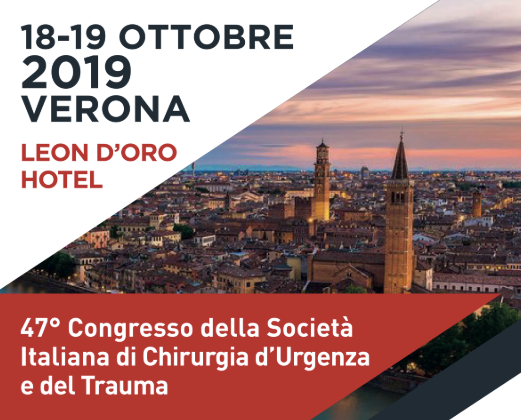 18-19 OTTOBRE
2019
VERONA
LEON D'ORO
HOTEL
47° Congresso della Società
Italiana di Chirurgia d'Urgenza
e del Trauma